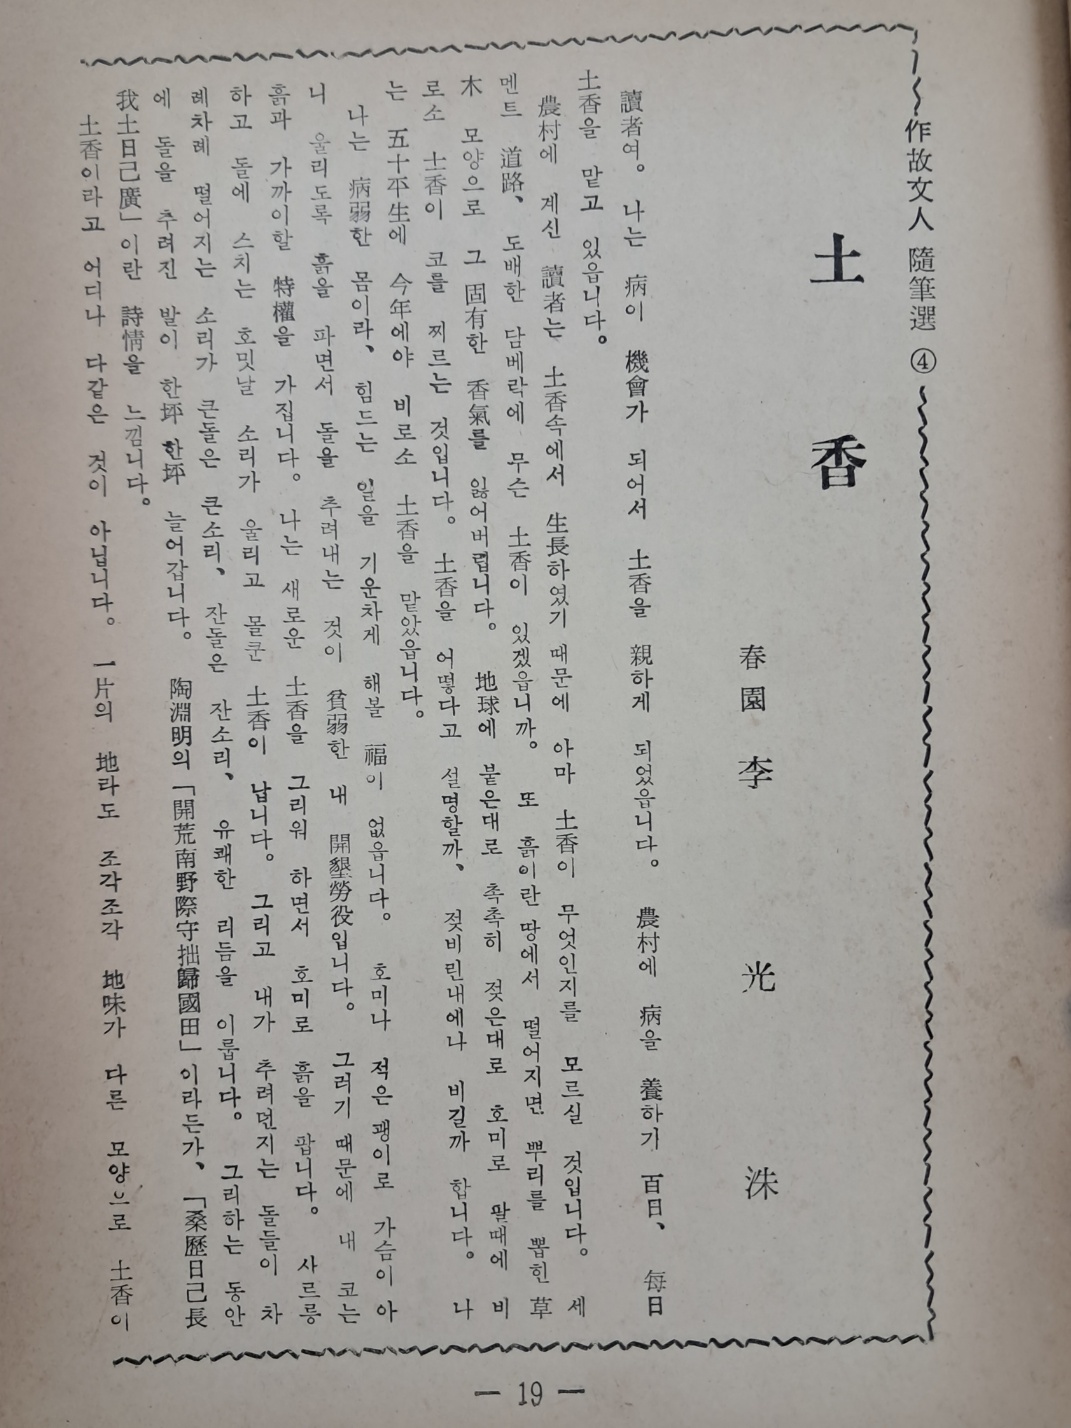 作故文人 隨筆選 ④
土香
春園 李光洙
讀者여。 나는 病이 機會가 되어서 土香을 親하게 되었읍니다。 農村에 病을 養하기 百日、 每日
土香을 맡고 있읍니다。
農村에 계신 讀者는 土香속에서 生長하였기 때문에 아마 土香이 무엇인지를 모르실 것입니다。 세
멘트 道路、 도배한 담베락에 무슨 土香이 있겠읍니까。 또 흙이란 땅에서 떨어지면 뿌리를 뽑힌 草
木 모양으로 그 固有한 香氣를 잃어버립니다。 地球에 붙은대로 촉촉히 젖은대로 호미로 팔때에 비
로소 土香이 코를 찌르는 것입니다。 土香을 어떻다고 설명할까、 젖비린내에나 비길까 합니다。 나
는 五十平生에 今年에야 비로소 土香을 맡았읍니다。
나는 病弱한 몸이라、 힘드는 일을 기운차게 해볼 福이 없읍니다。 호미나 적은 괭이로 가슴이 아
니 울리도록 흙을 파면서 돌을 추려내는 것이 貧弱한 내 開墾勞役입니다。 그러기 때문에 내 코는
흙과 가까이할 特權을 가집니다。 나는 새로운 土香을 그리워 하면서 호미로 흙을 팝니다。 사르릉
하고 돌에 스치는 호밋날 소리가 울리고 몰쿤 土香이 납니다。 그리고 내가 추려던지는 돌들이 차
례차례 떨어지는 소리가 큰돌은 큰소리、 잔돌은 잔소리、 유쾌한 리듬을 이룹니다。 그리하는 동안
에 돌을 추려진 발이 한坪 한坪 늘어갑니다。 陶淵明의 「開荒南野際守拙歸國田」이라든가、 「桑歷日己長
我土日己廣」이란 詩情을 느낌니다。
土香이라고 어디나 다같은 것이 아닙니다。 一片의 地라도 조각조각 地味가 다른 모양으로 土香이
— 19 —